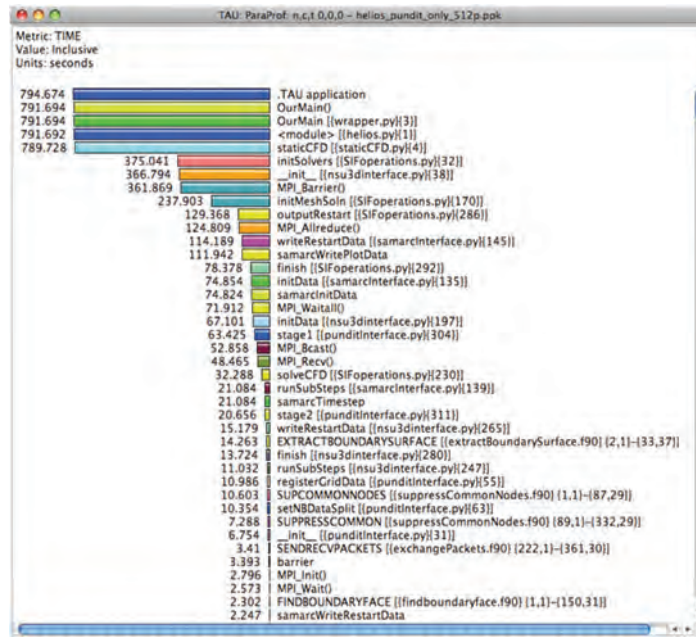 TAU: ParaProf: n,c,t 0,0,0 – helios_pundit_only_512p.ppk
Metric: TIME
Value: Inclusive
Units: seconds
794.674 .TAU application
791.694 OurMain()
791.694 OurMain [{wrapper.py}{3}]
791.692 <module> [{helios.py}{1}]
789.728 staticCFD [{staticCFD.py}{4}]
375.041 initSolvers [{SIFoperations.py}{32}]
366.794 __init__ [{nsu3dinterface.py}{38}]
361.869 MPI_Barrier()
237.903 initMeshSoln [{SIFoperations.py}{170}]
129.368 outputRestart [{SIFoperations.py}{286}]
124.809 MPI_Allreduce()
114.189 writeRestartData [{samarcInterface.py}{145}]
111.942 samarcWritePlotData
78.378 finish [{SIFoperations.py}{292}]
74.854 initData [{samarcInterface.py}{135}]
74.824 samarcInitData
71.912 MPI_Waitall()
67.101 initData [{nsu3dinterface.py}{197}]
63.425 stage1 [{punditInterface.py}{304}]
52.858 MPI_Bcast()
48.465 MPI_Recv()
32.288 solveCFD [{SIFoperations.py}{230}]
21.084 runSubSteps [{samarcInterface.py}{139}]
21.084 samarcTimestep
20.656 stage2 [{punditInterface.py}{311}]
15.179 writeRestartData [{nsu3dinterface.py}{265}]
14.263 EXTRACTBOUNDARYSURFACE [{extractBoundarySurface.f90} {2,1}–{33,37}]
13.724 finish [{nsu3dinterface.py}{280}]
11.032 runSubSteps [{nsu3dinterface.py}{247}]
10.986 registerGridData [{punditInterface.py}{55}]
10.603 SUPCOMMONNODES [{suppressCommonNodes.f90} {1,1}–{87,29}]
10.354 setNBDataSplit [{punditInterface.py}{63}]
7.288 SUPPRESSCOMMON [{suppressCommonNodes.f90} {89,1}–{332,29}]
6.754 __init__ [{punditInterface.py}{31}]
3.41 SENDRECVPACKETS [{exchangePackets.f90} {222,1}–{361,30}]
3.393 barrier
2.796 MPI_Init()
2.573 MPI_Wait()
2.302 FINDBOUNDARYFACE [{findboundaryface.f90} {1,1}–{150,31}]
2.247 samarcWriteRestartData